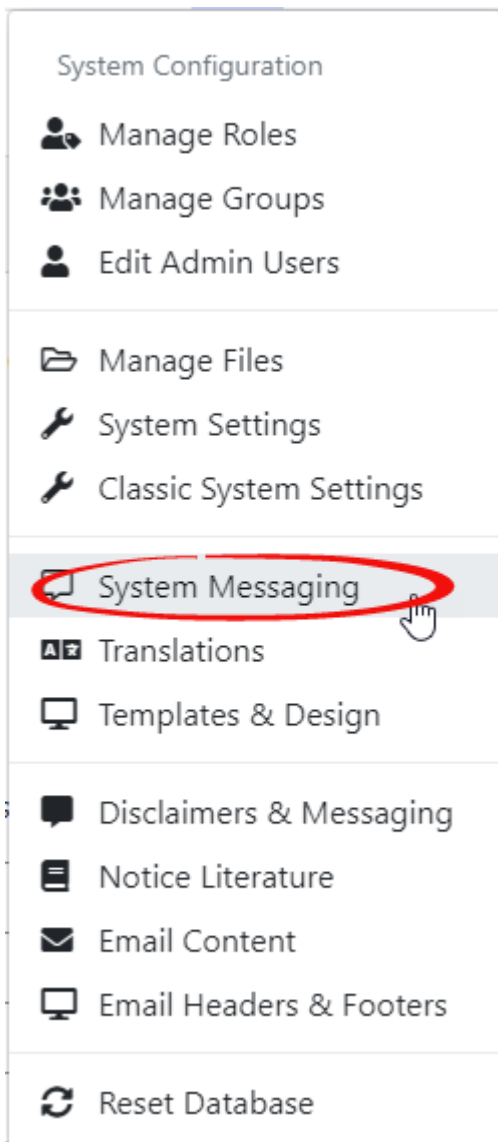 System Configuration
Manage Roles
Manage Groups
Edit Admin Users
Manage Files
System Settings
Classic System Settings
System Messaging
Translations
Templates & Design
Disclaimers & Messaging
Notice Literature
Email Content
Email Headers & Footers
Reset Database